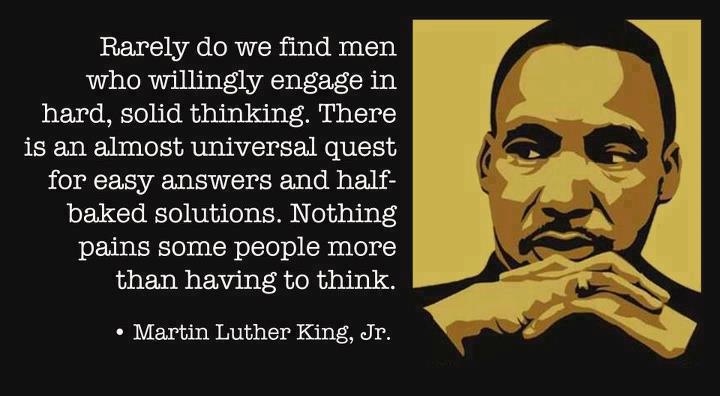 Rarely do we find men
who willingly engage in
hard, solid thinking. There
is an almost universal quest
for easy answers and half-
baked solutions. Nothing
pains some people more
than having to think.
• Martin Luther King, Jr.